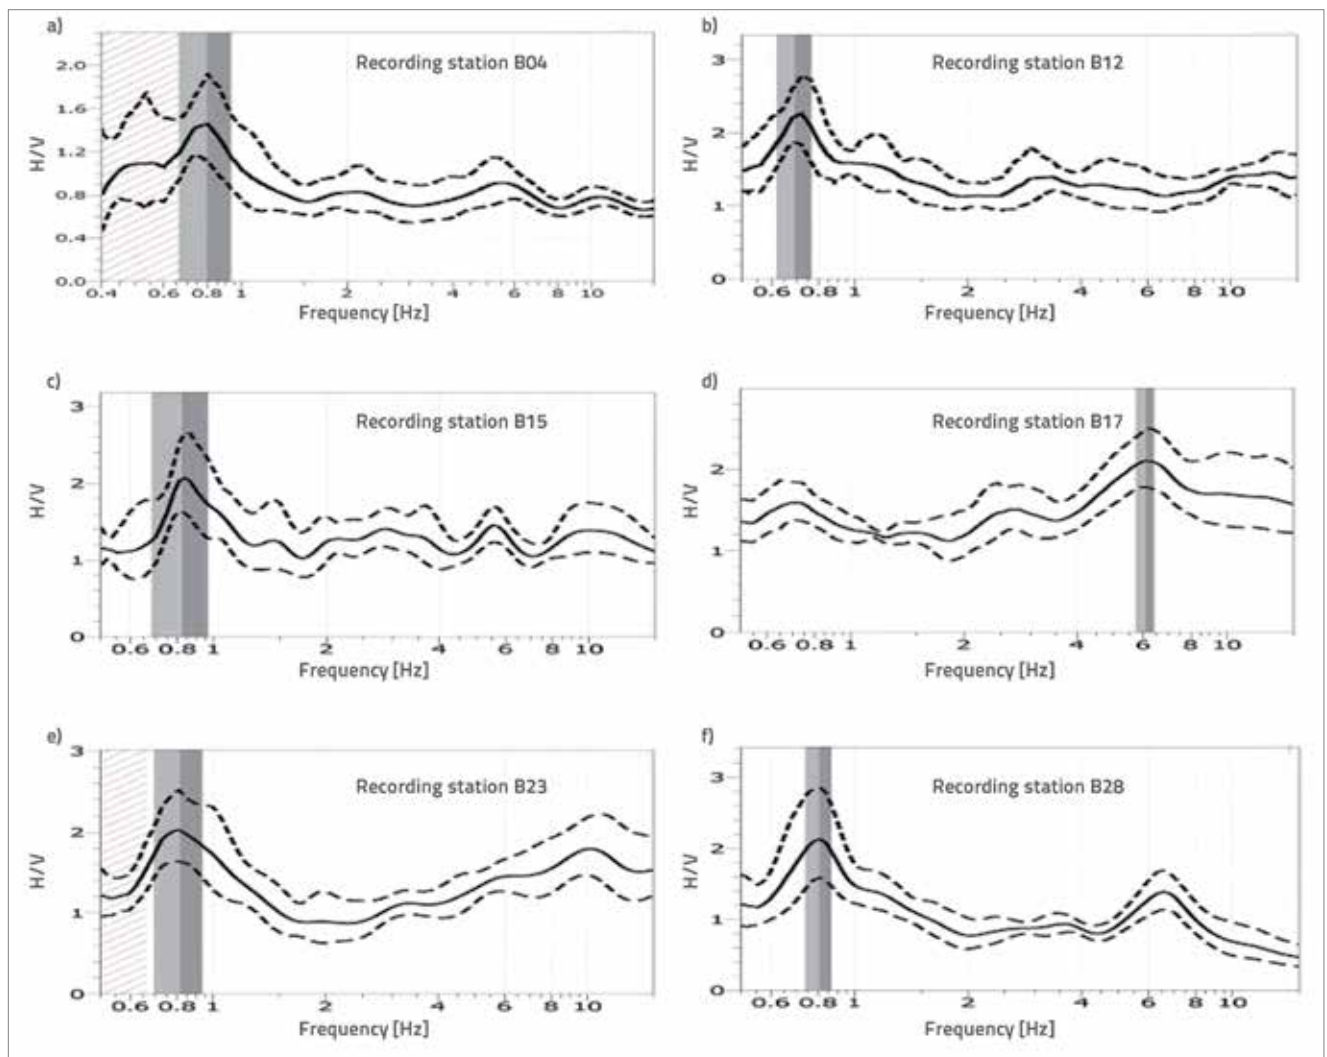 a)
Recording station B04
H/V
2.0
1.6
1.2
0.8
0.4
0.0
0.4 0.6 0.8 1 2 4 6 8 10
Frequency [Hz]
b)
Recording station B12
H/V
3
2
1
0
0.6 0.8 1 2 4 6 8 10
Frequency [Hz]
c)
Recording station B15
H/V
3
2
1
0
0.6 0.8 1 2 4 6 8 10
Frequency [Hz]
d)
Recording station B17
H/V
2
1
0
0.6 0.8 1 2 4 6 8 10
Frequency [Hz]
e)
Recording station B23
H/V
3
2
1
0
0.6 0.8 1 2 4 6 8 10
Frequency [Hz]
f)
Recording station B28
H/V
3
2
1
0
0.6 0.8 1 2 4 6 8 10
Frequency [Hz]